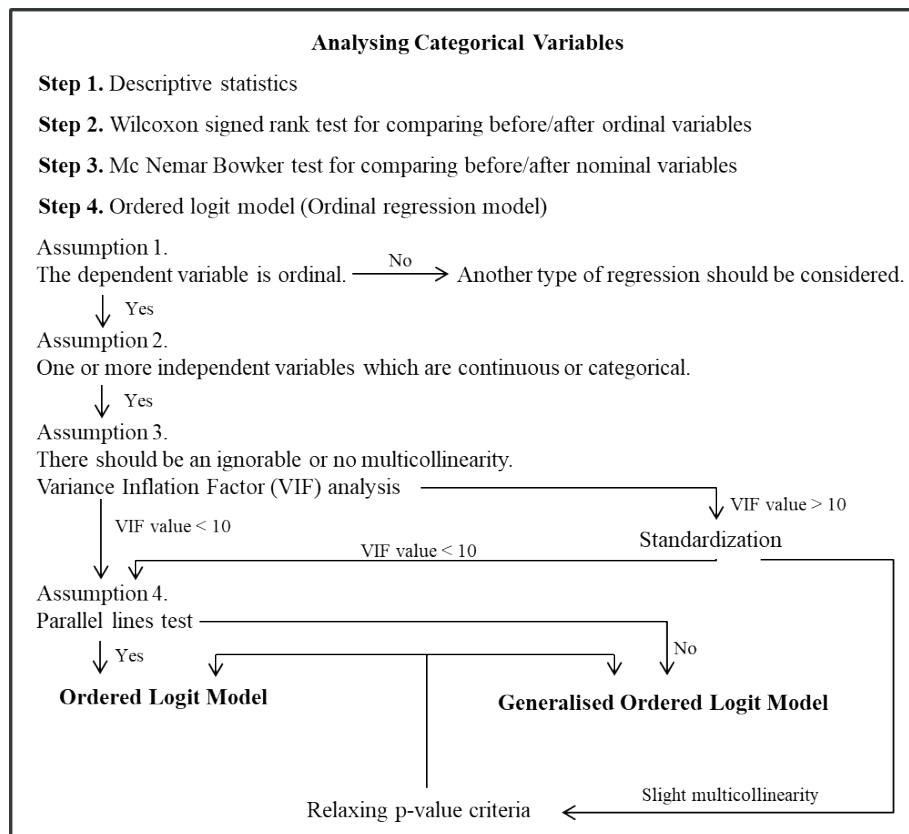 Analysing Categorical Variables
Step 1. Descriptive statistics
Step 2. Wilcoxon signed rank test for comparing before/after ordinal variables
Step 3. Mc Nemar Bowker test for comparing before/after nominal variables
Step 4. Ordered logit model (Ordinal regression model)
Assumption 1.
The dependent variable is ordinal.
No
Another type of regression should be considered.
Yes
Assumption 2.
One or more independent variables which are continuous or categorical.
Yes
Assumption 3.
There should be an ignorable or no multicollinearity.
Variance Inflation Factor (VIF) analysis
VIF value > 10
VIF value < 10
Standardization
VIF value < 10
Assumption 4.
Parallel lines test
Yes
No
Ordered Logit Model
Generalised Ordered Logit Model
Slight multicollinearity
Relaxing p-value criteria